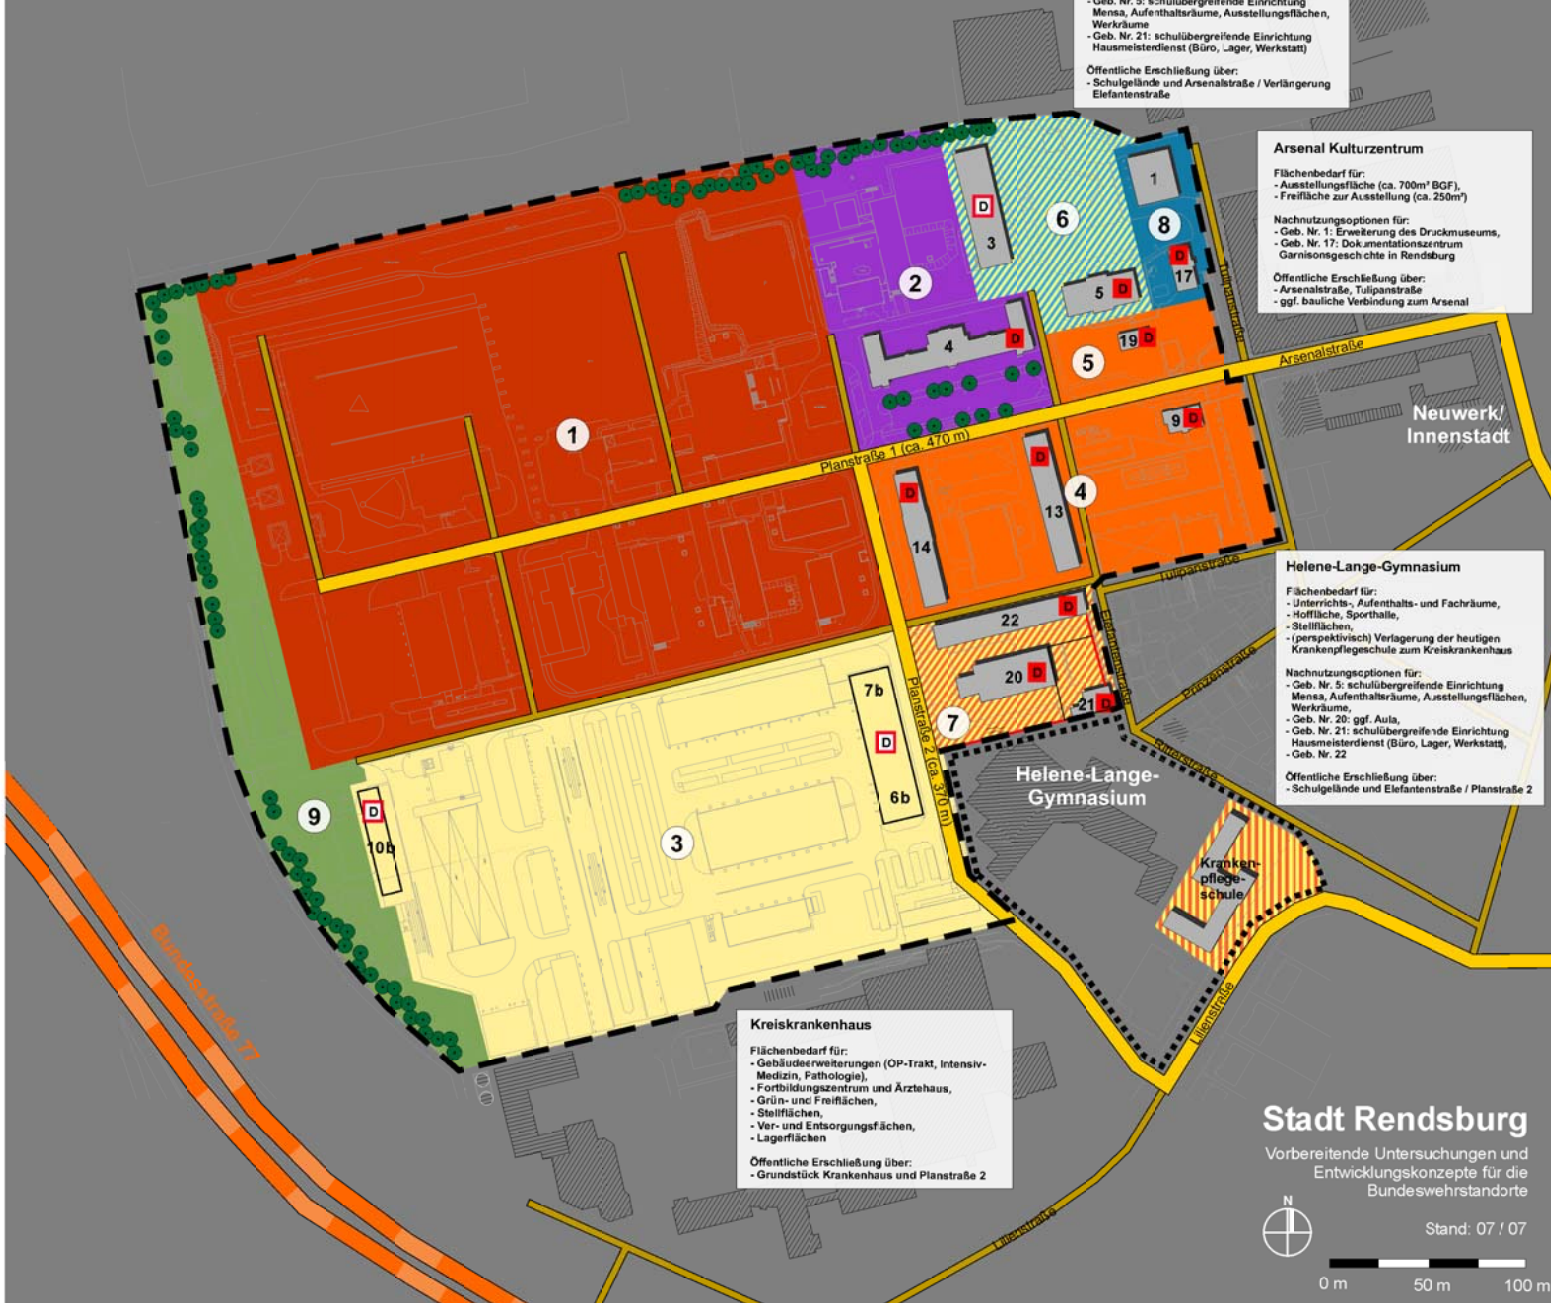 - Geb. Nr. 5: schulübergreifende Einrichtung
Mensa, Aufenthaltsräume, Ausstellungsflächen,
Werkräume
- Geb. Nr. 21: schulübergreifende Einrichtung
Hausmeisterdienst (Büro, Lager, Werkstatt)
Öffentliche Erschließung über:
- Schulgelände und Arsenalstraße / Verlängerung
Elefantenstraße
Arsenal Kulturzentrum
Flächenbedarf für:
- Ausstellungsfläche (ca. 700m² BGF),
- Freifläche zur Ausstellung (ca. 250m²)
Nachnutzungsoptionen für:
- Geb. Nr. 1: Erweiterung des Druckmuseums,
- Geb. Nr. 17: Dokumentationszentrum
Garnisonsgeschichte in Rendsburg
Öffentliche Erschließung über:
- Arsenalstraße, Tulipanstraße
- ggf. bauliche Verbindung zum Arsenal
1
D
3
6
8
D
17
2
5
D
Tulipanstraße
4
D
19
D
5
Arsenalstraße
Neuwerk/
Innenstadt
9
D
1
Planstraße 1 (ca. 470 m)
D
D
4
13
14
Tulipanstraße
Helene-Lange-Gymnasium
Flächenbedarf für:
- Unterrichts-, Aufenthalts- und Fachräume,
- Hoffläche, Sporthalle,
- Stellflächen,
- (perspektivisch) Verlagerung der heutigen
Krankenpflegeschule zum Kreiskrankenhaus
Nachnutzungsoptionen für:
- Geb. Nr. 5: schulübergreifende Einrichtung
Mensa, Aufenthaltsräume, Ausstellungsflächen,
Werkräume,
- Geb. Nr. 20: ggf. Aula,
- Geb. Nr. 21: schulübergreifende Einrichtung
Hausmeisterdienst (Büro, Lager, Werkstatt),
- Geb. Nr. 22
Öffentliche Erschließung über:
- Schulgelände und Elefantenstraße / Planstraße 2
22
D
Elefantenstraße
20
D
21
D
Prinzenstraße
7
7b
D
6b
Planstraße 2 (ca. 370 m)
Ritterstraße
Helene-Lange-
Gymnasium
9
D
10b
3
Kranken-
pflege-
schule
Bundesstraße 77
Lilienstraße
Kreiskrankenhaus
Flächenbedarf für:
- Gebäudeerweiterungen (OP-Trakt, Intensiv-
Medizin, Pathologie),
- Fortbildungszentrum und Ärztehaus,
- Grün- und Freiflächen,
- Stellflächen,
- Ver- und Entsorgungsflächen,
- Lagerflächen
Öffentliche Erschließung über:
- Grundstück Krankenhaus und Planstraße 2
Lilienstraße
Stadt Rendsburg
Vorbereitende Untersuchungen und
Entwicklungskonzepte für die
Bundeswehrstandorte
N
Stand: 07 / 07
0 m 50 m 100 m